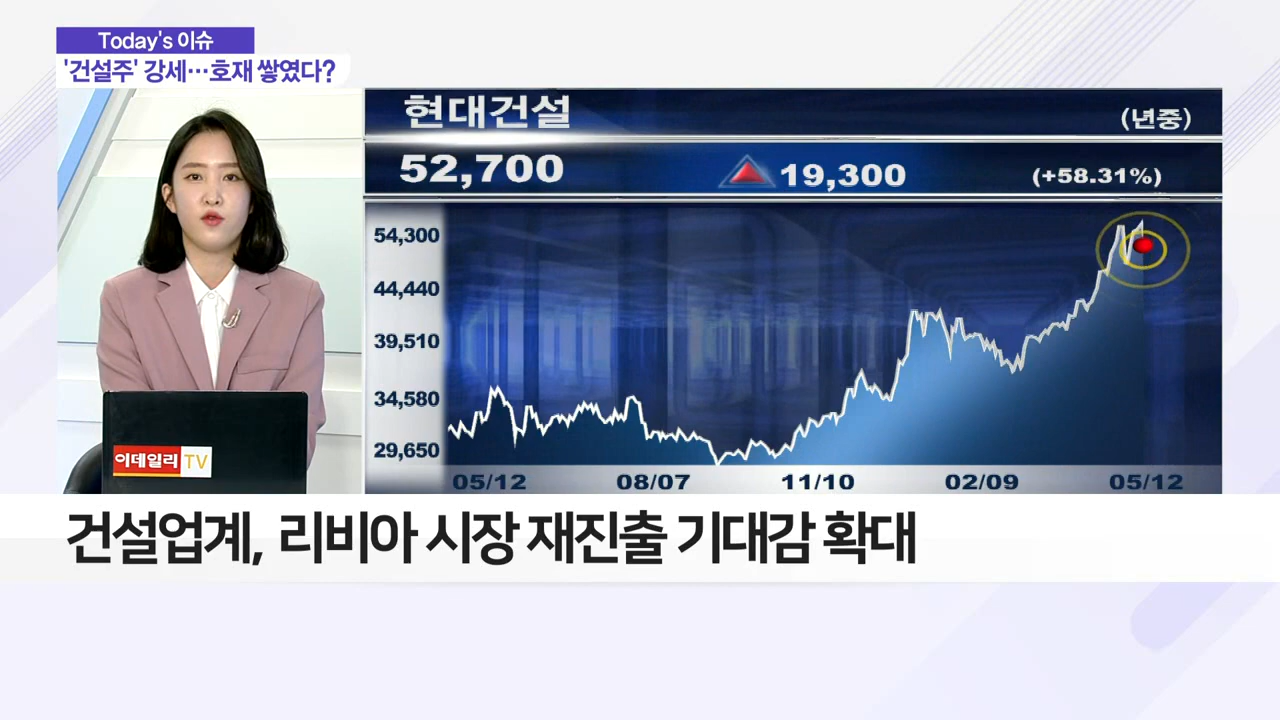 Today's 이슈
'건설주' 강세…호재 쌓였다?
현대건설
(년중)
52,700
19,300
(+58.31%)
54,300
44,440
39,510
34,580
29,650
05/12 08/07 11/10 02/09 05/12
이데일리 TV
건설업계, 리비아 시장 재진출 기대감 확대